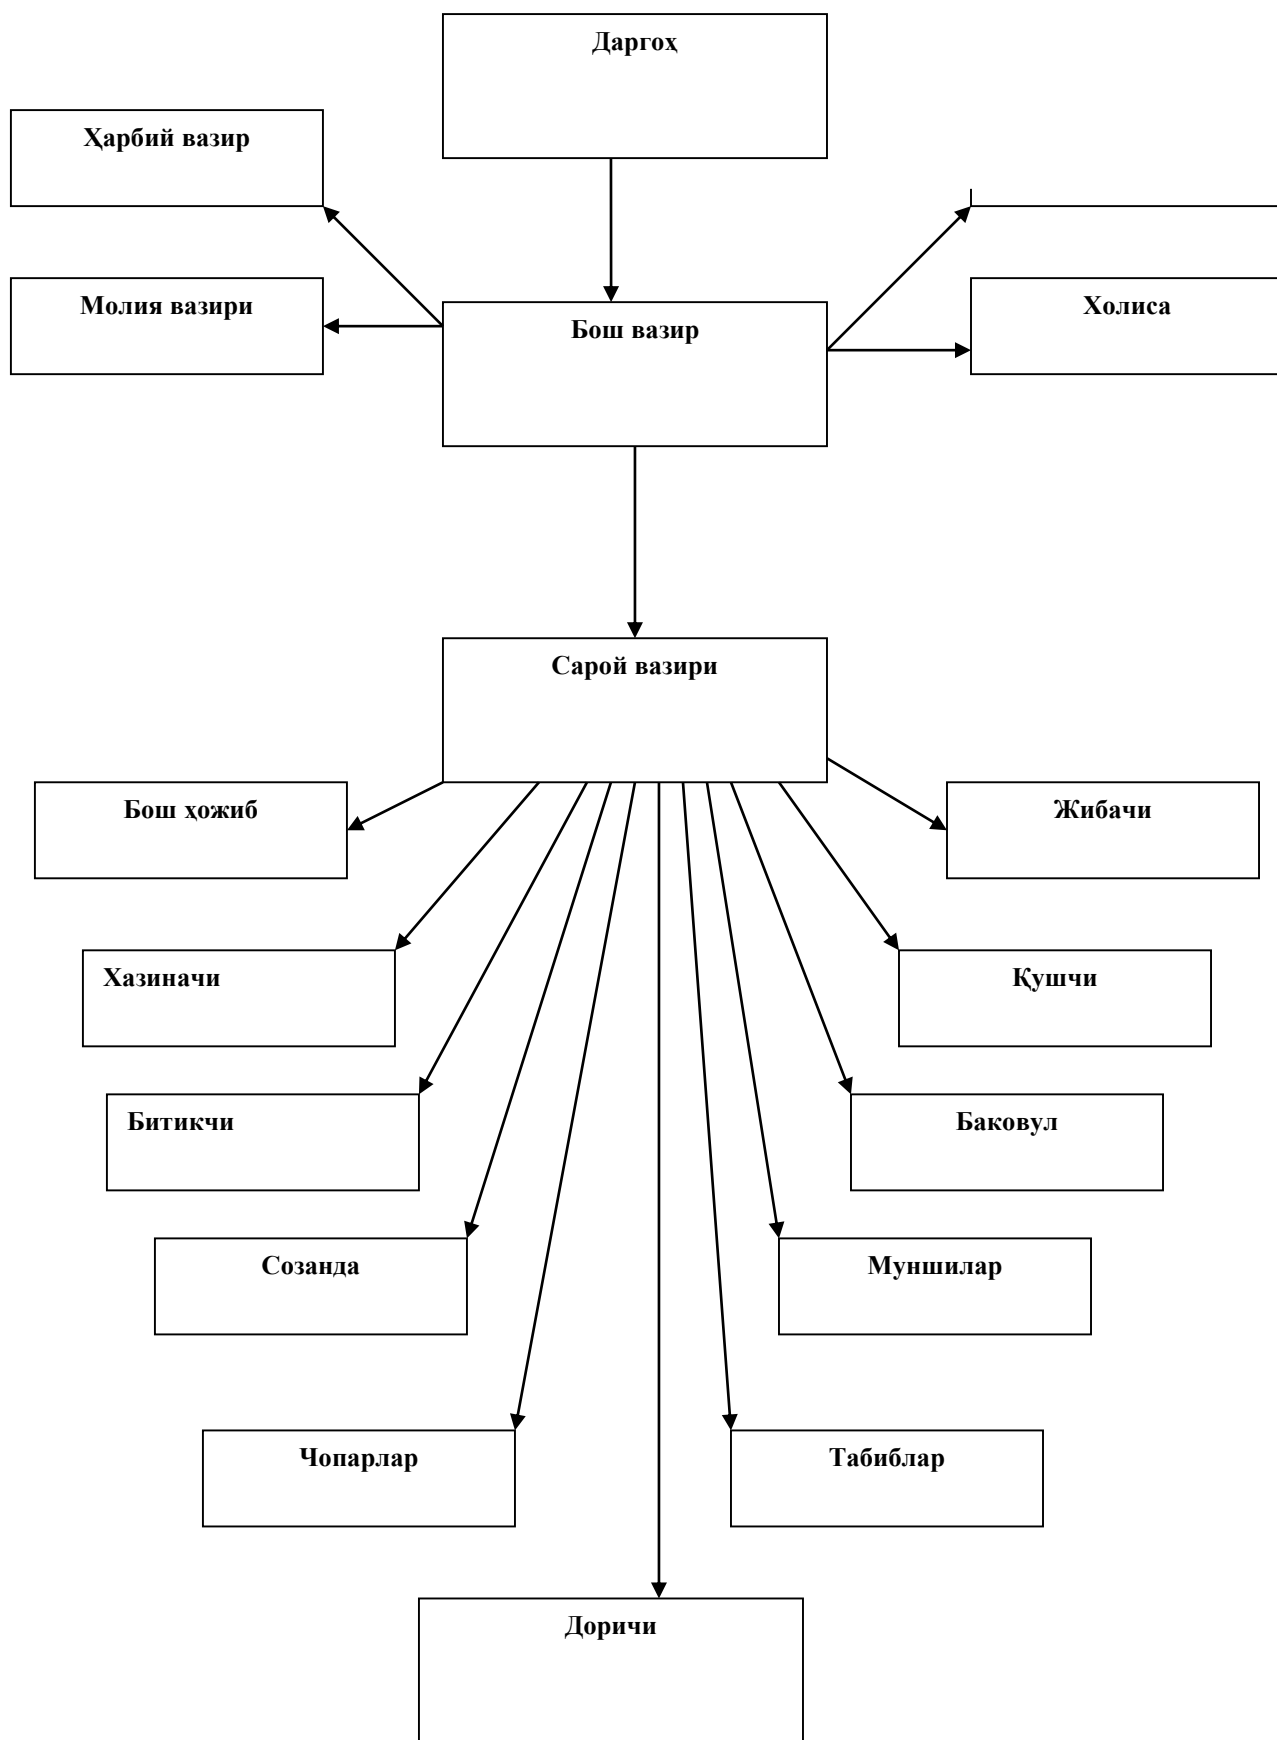 Даргоҳ
Ҳарбий вазир
Молия вазири
Бош вазир
Холиса
Сарой вазири
Бош ҳожиб
Жибачи
Хазиначи
Қушчи
Битикчи
Баковул
Созанда
Муншилар
Чопарлар
Табиблар
Доричи